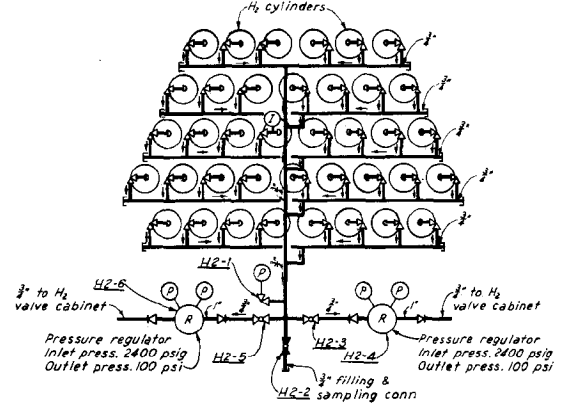 H₂ cylinders
3/4"
3/4"
I
3/4"
3/4"
3/4"
H2-1
P
H2-6
P P
P P
3/4" to H₂
valve cabinet
R
1"
3/4"
3/4"
1"
R
3/4" to H₂
valve cabinet
Pressure regulator
Inlet press. 2400 psig
Outlet press. 100 psi
H2-5
H2-3
H2-4
Pressure regulator
Inlet press. 2400 psig
Outlet press. 100 psi
H2-2
3/4" filling &
sampling conn